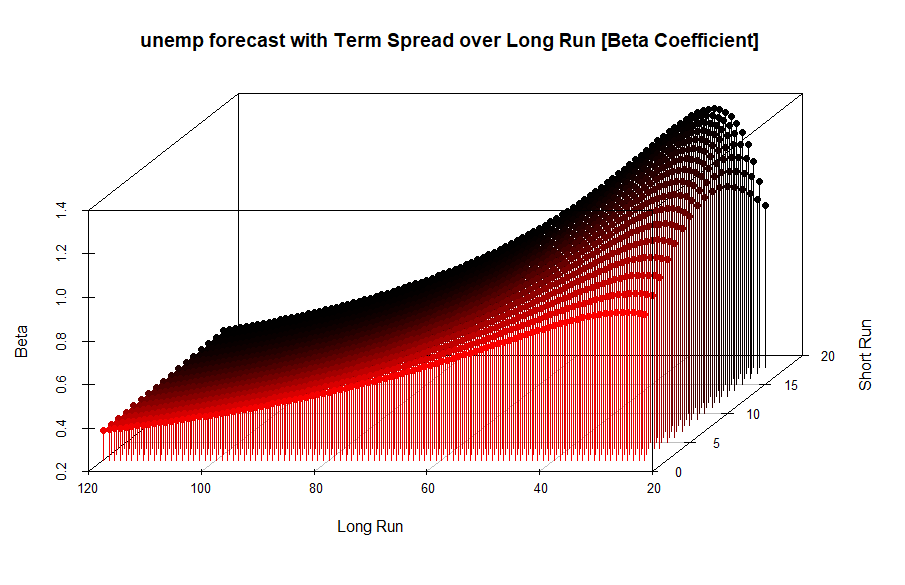 unemp forecast with Term Spread over Long Run [Beta Coefficient]
1.4
1.2
1.0
0.8
0.6
0.4
0.2
Beta
120 100 80 60 40 20
Long Run
0
5
10
15
20
Short Run